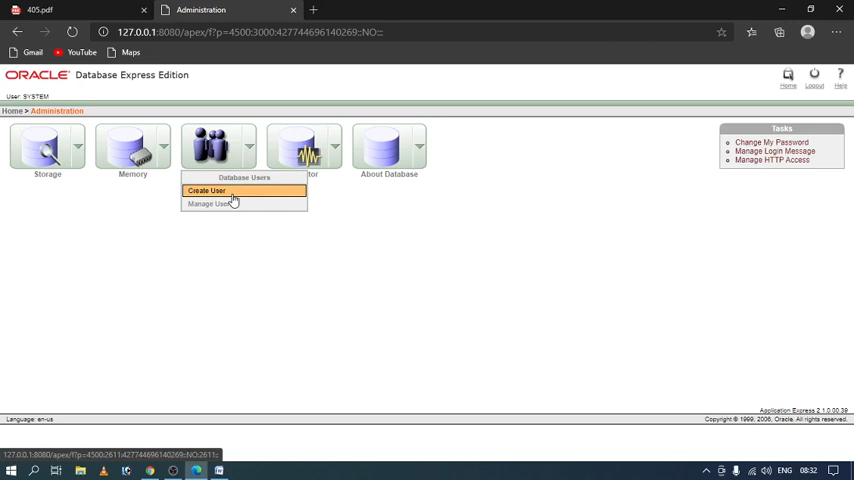 405.pdf
Administration
127.0.0.1:8080/apex/f?p=4500:3000:427744696140269::NO:::
Gmail
YouTube
Maps
ORACLE Database Express Edition
Home
Logout
Help
User: SYSTEM
Home > Administration
Storage
Memory
tor
About Database
Database Users
Create User
Manage User
Tasks
Change My Password
Manage Login Message
Manage HTTP Access
Application Express 2.1.0.00.39
Language: en-us
Copyright © 1999, 2006, Oracle. All rights reserved.
127.0.0.1:8080/apex/f?p=4500:2611:427744696140269::NO:2611::
ENG
08:32